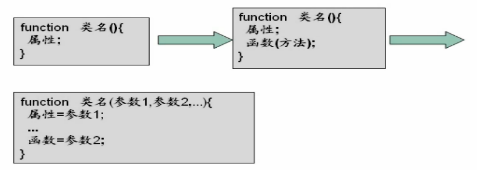 function 类名(){
属性;
}
function 类名(){
属性;
函数(方法);
}
function 类名(参数1,参数2,...){
属性=参数1;
...
函数=参数2;
}